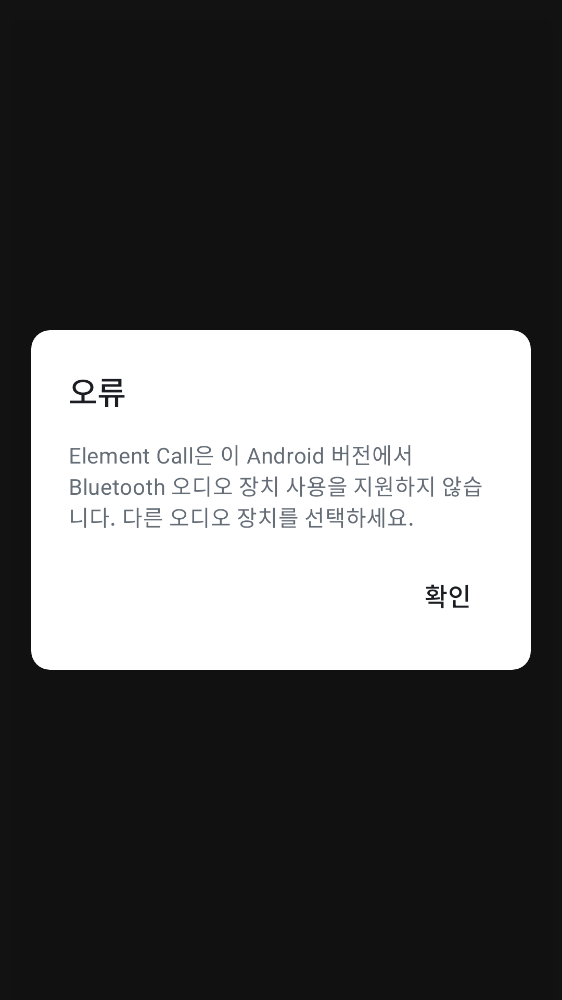 오류
Element Call은 이 Android 버전에서
Bluetooth 오디오 장치 사용을 지원하지 않습
니다. 다른 오디오 장치를 선택하세요.
확인